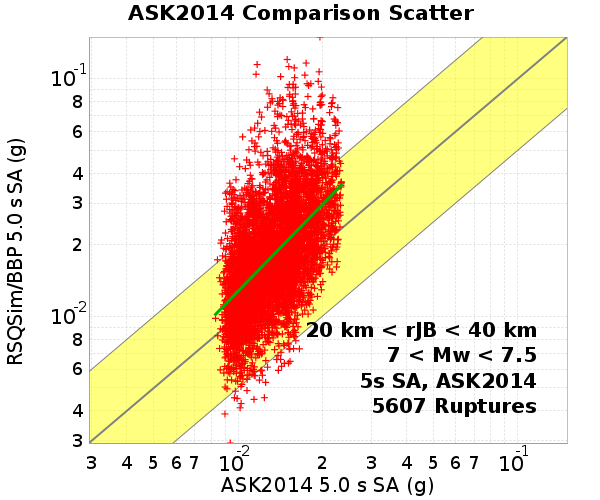 ASK2014 Comparison Scatter
RSQSim/BBP 5.0 s SA (g)
10-1
8
6
4
3
2
10-2
8
6
4
3
20 km < rJB < 40 km
7 < Mw < 7.5
5s SA, ASK2014
5607 Ruptures
3 4 5 6 7 10-2 2 3 4 5 6 7 10-1
ASK2014 5.0 s SA (g)